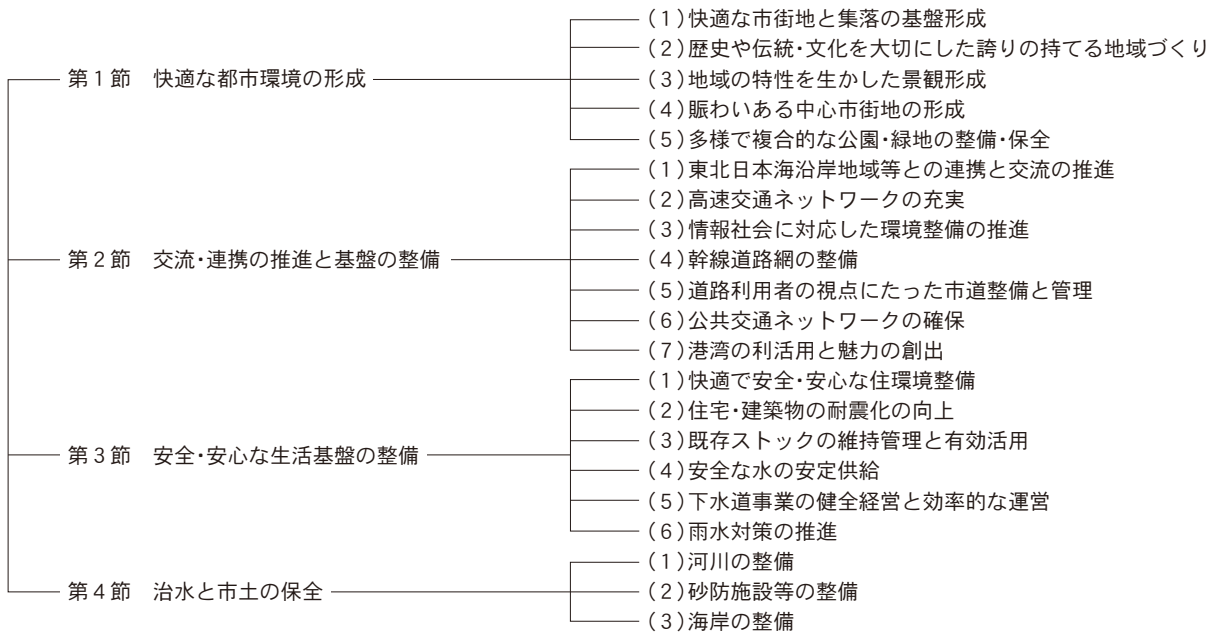 第1節　快適な都市環境の形成
(1)快適な市街地と集落の基盤形成
(2)歴史や伝統・文化を大切にした誇りの持てる地域づくり
(3)地域の特性を生かした景観形成
(4)賑わいある中心市街地の形成
(5)多様で複合的な公園・緑地の整備・保全
第2節　交流・連携の推進と基盤の整備
(1)東北日本海沿岸地域等との連携と交流の推進
(2)高速交通ネットワークの充実
(3)情報社会に対応した環境整備の推進
(4)幹線道路網の整備
(5)道路利用者の視点にたった市道整備と管理
(6)公共交通ネットワークの確保
(7)港湾の利活用と魅力の創出
第3節　安全・安心な生活基盤の整備
(1)快適で安全・安心な住環境整備
(2)住宅・建築物の耐震化の向上
(3)既存ストックの維持管理と有効活用
(4)安全な水の安定供給
(5)下水道事業の健全経営と効率的な運営
(6)雨水対策の推進
第4節　治水と市土の保全
(1)河川の整備
(2)砂防施設等の整備
(3)海岸の整備